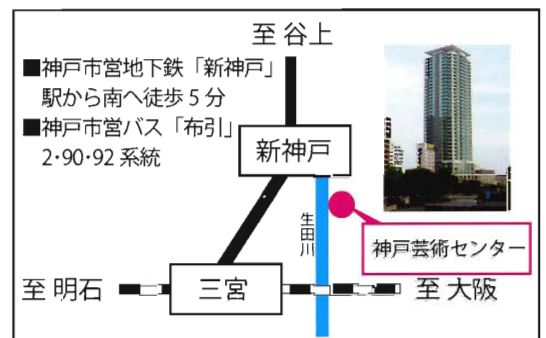 至 谷上
■神戸市営地下鉄「新神戸」
駅から南へ徒歩 5 分
■神戸市営バス「布引」
2･90･92 系統
新神戸
生田川
神戸芸術センター
至 明石
三宮
至 大阪